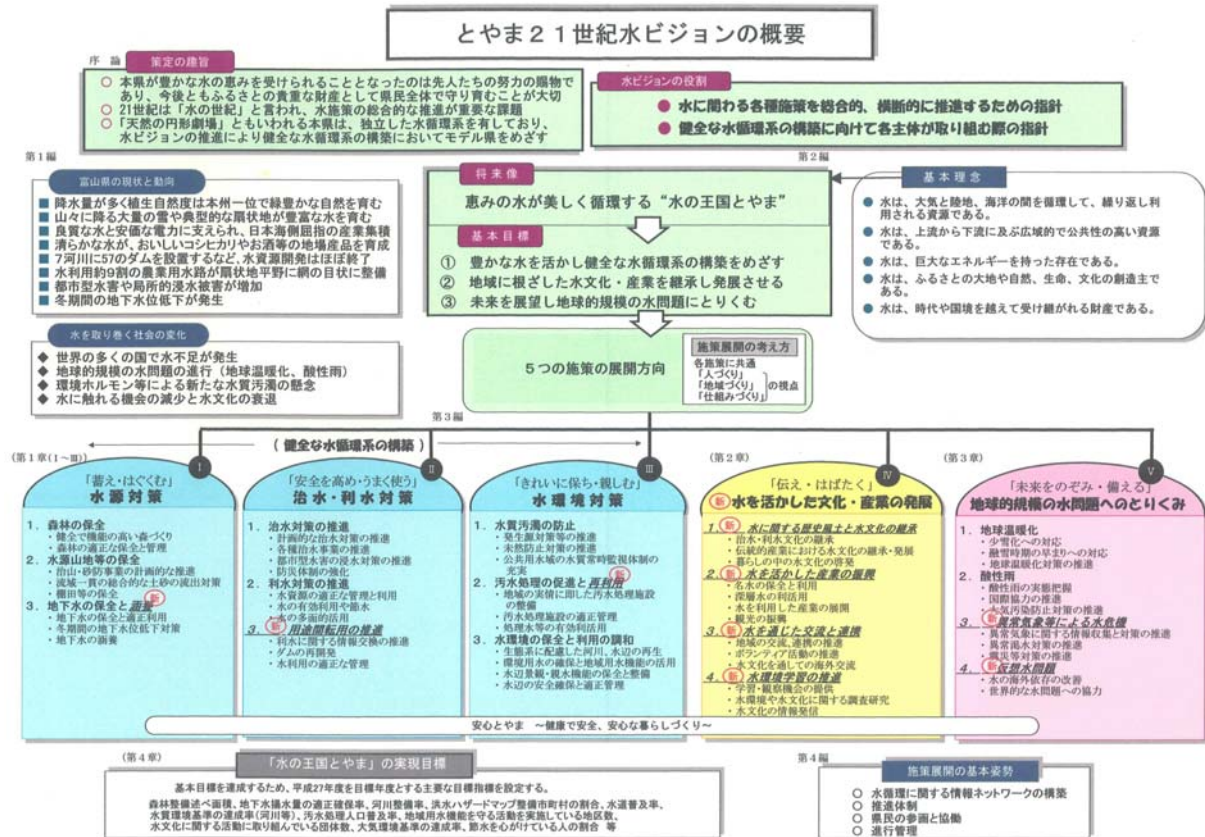 とやま21世紀水ビジョンの概要
序 論
策定の趣旨
○ 本県が豊かな水の恵みを受けられることとなったのは先人たちの努力の賜物で
あり、今後ともふるさとの貴重な財産として県民全体で守り育むことが大切
○ 21世紀は「水の世紀」と言われ、水施策の総合的な推進が重要な課題
○ 「天然の円形劇場」ともいわれる本県は、独立した水循環系を有しており、
水ビジョンの推進により健全な水循環系の構築においてモデル県をめざす
水ビジョンの役割
● 水に関わる各種施策を総合的、横断的に推進するための指針
● 健全な水循環系の構築に向けて各主体が取り組む際の指針
第1編
富山県の現状と動向
■ 降水量が多く植生自然度は本州一位で緑豊かな自然を育む
■ 山々に降る大量の雪や典型的な扇状地が豊富な水を育む
■ 良質な水と安価な電力に支えられ、日本海側屈指の産業集積
■ 清らかな水が、おいしいコシヒカリやお酒等の地場産品を育成
■ 7河川に57のダムを設置するなど、水資源開発はほぼ終了
■ 水利用約9割の農業用水路が扇状地平野に網の目状に整備
■ 都市型水害や局所的浸水被害が増加
■ 冬期間の地下水位低下が発生
水を取り巻く社会の変化
◆ 世界の多くの国で水不足が発生
◆ 地球的規模の水問題の進行(地球温暖化、酸性雨)
◆ 環境ホルモン等による新たな水質汚濁の懸念
◆ 水に触れる機会の減少と水文化の衰退
将来像
恵みの水が美しく循環する“水の王国とやま”
基本目標
① 豊かな水を活かし健全な水循環系の構築をめざす
② 地域に根ざした水文化・産業を継承し発展させる
③ 未来を展望し地球的規模の水問題にとりくむ
第2編
基本理念
● 水は、大気と陸地、海洋の間を循環して、繰り返し利
用される資源である。
● 水は、上流から下流に及ぶ広域的で公共性の高い資源
である。
● 水は、巨大なエネルギーを持った存在である。
● 水は、ふるさとの大地や自然、生命、文化の創造主で
ある。
● 水は、時代や国境を越えて受け継がれる財産である。
5つの施策の展開方向
施策展開の考え方
各施策に共通
「人づくり」
「地域づくり」 の視点
「仕組みづくり」
第3編
(健全な水循環系の構築)
(第1章(Ⅰ~Ⅲ))
Ⅰ
「蓄え・はぐくむ」
水源対策
1. 森林の保全
・健全で機能の高い森づくり
・森林の適正な保全と管理
2. 水源山地等の保全
・治山・砂防事業の計画的な推進
・流域一貫の総合的な土砂の流出対策
・棚田等の保全
新
3. 地下水の保全と涵養
・地下水の保全と適正利用
・冬期間の地下水位低下対策
・地下水の涵養
Ⅱ
「安全を高め・うまく使う」
治水・利水対策
1. 治水対策の推進
・計画的な治水対策の推進
・各種治水事業の推進
・都市型水害の浸水対策の推進
・防災体制の強化
2. 利水対策の推進
・水資源の適正な管理と利用
・水の有効利用や節水
・水の多面的活用
3. 新 用途間転用の推進
・利水に関する情報交換の推進
・ダムの再開発
・水利用の適正な管理
Ⅲ
「きれいに保ち・親しむ」
水環境対策
1. 水質汚濁の防止
・発生源対策等の推進
・未然防止対策の推進
・公共用水域の水質常時監視体制の
充実
新
2. 汚水処理の促進と再利用
・地域の実情に即した汚水処理施設
の整備
・汚水処理施設の適正管理
・処理水等の有効利活用
3. 水環境の保全と利用の調和
・生態系に配慮した河川、水辺の再生
・環境用水の確保と地域用水機能の活用
・水辺景観・親水機能の保全と整備
・水辺の安全確保と適正管理
(第2章)
Ⅳ
「伝え・はばたく」
新 水を活かした文化・産業の発展
1. 新 水に関する歴史風土と水文化の継承
・治水・利水文化の継承
・伝統的産業における水文化の継承・発展
・暮らしの中の水文化の啓発
2. 新 水を活かした産業の振興
・名水の保全と利用
・深層水の利活用
・水を利用した産業の展開
・観光の振興
3. 新 水を通じた交流と連携
・地域の交流、連携の推進
・ボランティア活動の推進
・水文化を通しての海外交流
4. 新 水環境学習の推進
・学習・観察機会の提供
・水環境や水文化に関する調査研究
・水文化の情報発信
(第3章)
Ⅴ
「未来をのぞみ・備える」
地球的規模の水問題へのとりくみ
1. 地球温暖化
・少雪化への対応
・融雪時期の早まりへの対応
・地球温暖化対策の推進
2. 酸性雨
・酸性雨の実態把握
・国際協力の推進
・大気汚染防止対策の推進
3. 新 異常気象等による水危機
・異常気象に関する情報収集と対策の推進
・異常渇水対策の推進
・震災等対策の推進
4. 新 仮想水問題
・水の海外依存の改善
・世界的な水問題への協力
安心とやま ~健康で安全、安心な暮らしづくり~
(第4章)
「水の王国とやま」の実現目標
基本目標を達成するため、平成27年度を目標年度とする主要な目標指標を設定する。
森林整備述べ面積、地下水揚水量の適正確保率、河川整備率、洪水ハザードマップ整備市町村の割合、水道普及率、
水質環境基準の達成率(河川等)、汚水処理人口普及率、地域用水機能を守る活動を実施している地区数、
水文化に関する活動に取り組んでいる団体数、大気環境基準の達成率、節水を心がけている人の割合 等
第4編
施策展開の基本姿勢
○ 水循環に関する情報ネットワークの構築
○ 推進体制
○ 県民の参画と協働
○ 進行管理